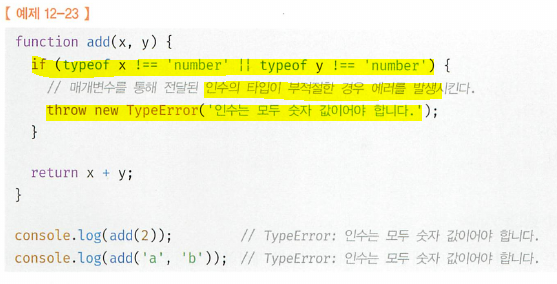 【 예제 12-23 】
function add(x, y) {
  if (typeof x !== 'number' || typeof y !== 'number') {
    // 매개변수를 통해 전달된 인수의 타입이 부적절한 경우 에러를 발생시킨다.
    throw new TypeError('인수는 모두 숫자 값이어야 합니다.');
  }

  return x + y;
}

console.log(add(2));        // TypeError: 인수는 모두 숫자 값이어야 합니다.
console.log(add('a', 'b')); // TypeError: 인수는 모두 숫자 값이어야 합니다.